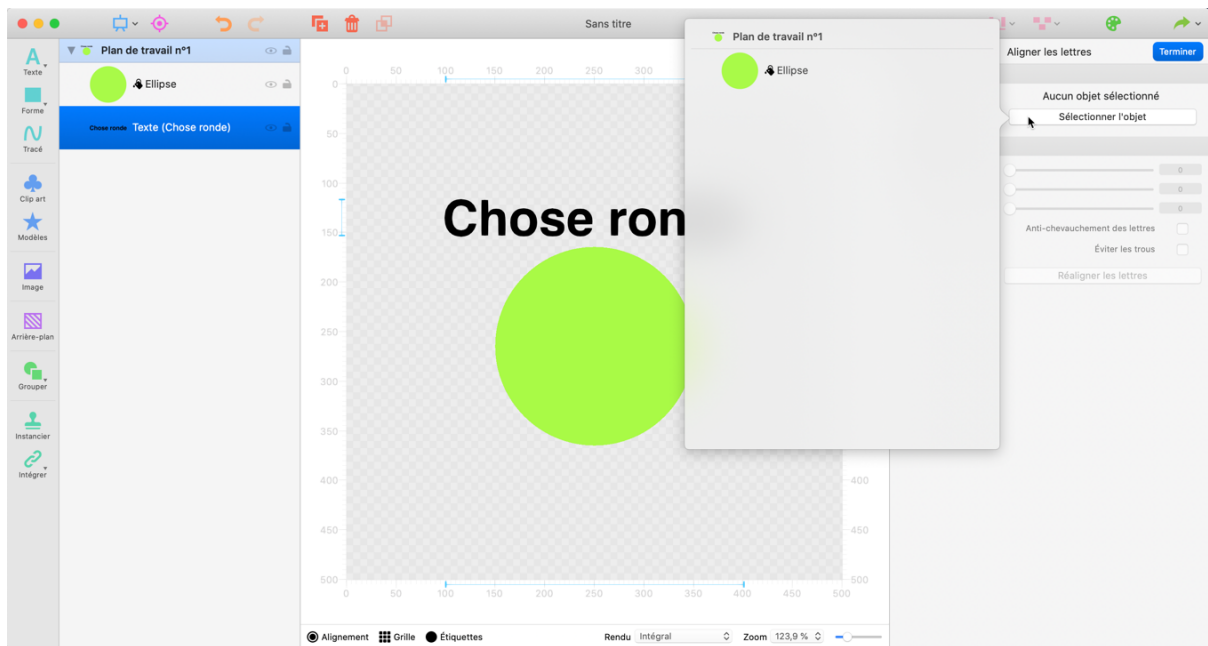 Sans titre
Texte
Forme
Tracé
Clip art
Modèles
Image
Arrière-plan
Grouper
Instancier
Intégrer
Plan de travail n°1
Ellipse
Chose ronde Texte (Chose ronde)
0 50 100 150 200 250 300
0
50
100
150
200
250
300
350
400
450
500
Chose ron
400
450
500
0 50 100 150 200 250 300 350 400 450 500
Alignement Grille Étiquettes Rendu Intégral Zoom 123,9 %
Plan de travail n°1
Ellipse
Aligner les lettres Terminer
Aucun objet sélectionné
Sélectionner l'objet
0
0
0
Anti-chevauchement des lettres
Éviter les trous
Réaligner les lettres